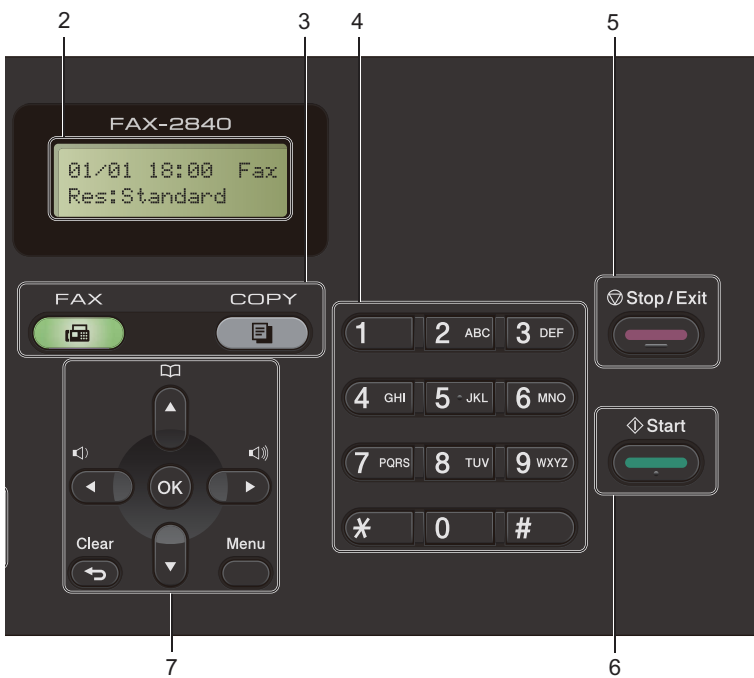 2 3 4 5
FAX-2840
01/01 18:00 Fax
Res:Standard
FAX COPY
Stop/Exit
1 2 ABC 3 DEF
4 GHI 5 JKL 6 MNO
Start
7 PQRS 8 TUV 9 WXYZ
OK
* 0 #
Clear Menu
7 6